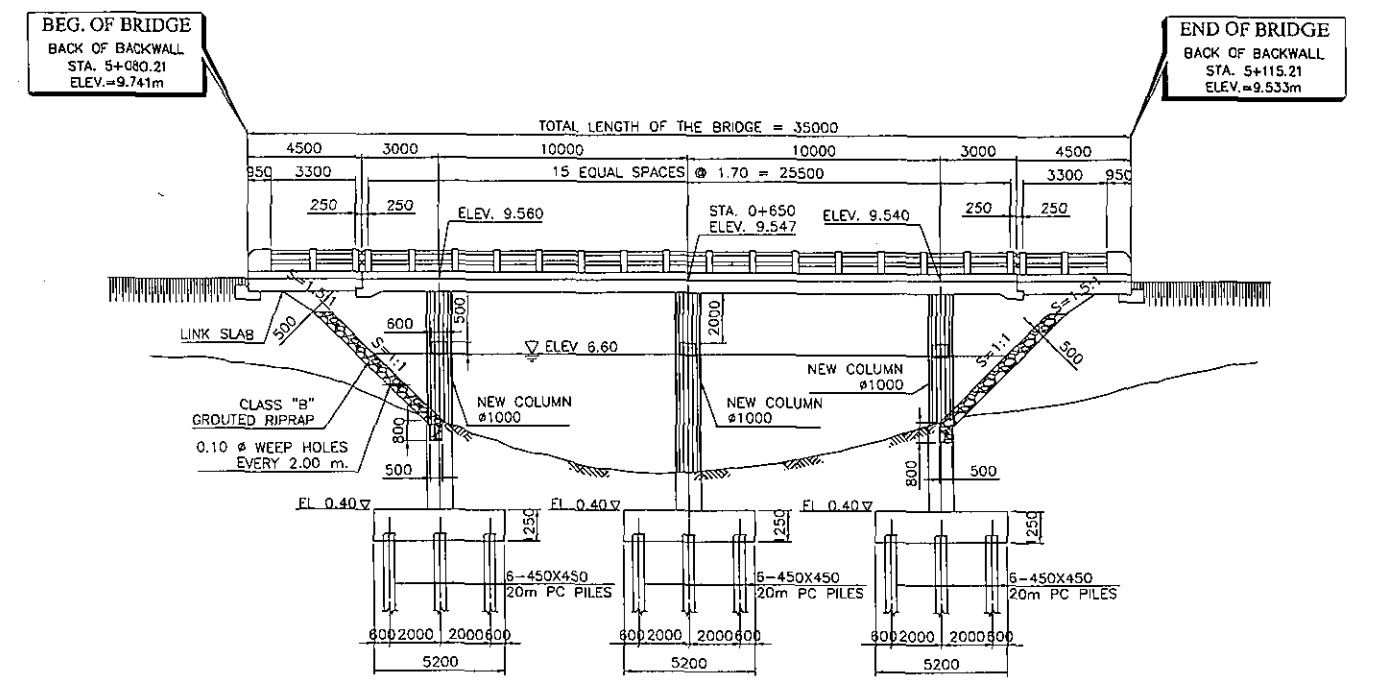 BEG. OF BRIDGE
BACK OF BACKWALL
STA. 5+080.21
ELEV.=9.741m
END OF BRIDGE
BACK OF BACKWALL
STA. 5+115.21
ELEV.=9.533m
TOTAL LENGTH OF THE BRIDGE = 35000
4500 3000 10000 10000 3000 4500
950 3300 15 EQUAL SPACES @ 1.70 = 25500 3300 950
250 250 ELEV. 9.560 STA. 0+650 ELEV. 9.540 250 250
ELEV. 9.547
S=1.5:1 S=1.5:1
LINK SLAB 500 600 500 2000 500
S=1:1 ELEV 6.60 S=1:1
NEW COLUMN
ø1000
NEW COLUMN
ø1000
NEW COLUMN
ø1000
CLASS "B"
GROUTED RIPRAP
800
0.10 ø WEEP HOLES
EVERY 2.00 m.
500 800 500
EL 0.40 EL 0.40 EL 0.40
1250 1250 1250
6-450X450
20m PC PILES
6-450X450
20m PC PILES
6-450X450
20m PC PILES
600 2000 2000 600 600 2000 2000 600 600 2000 2000 600
5200 5200 5200